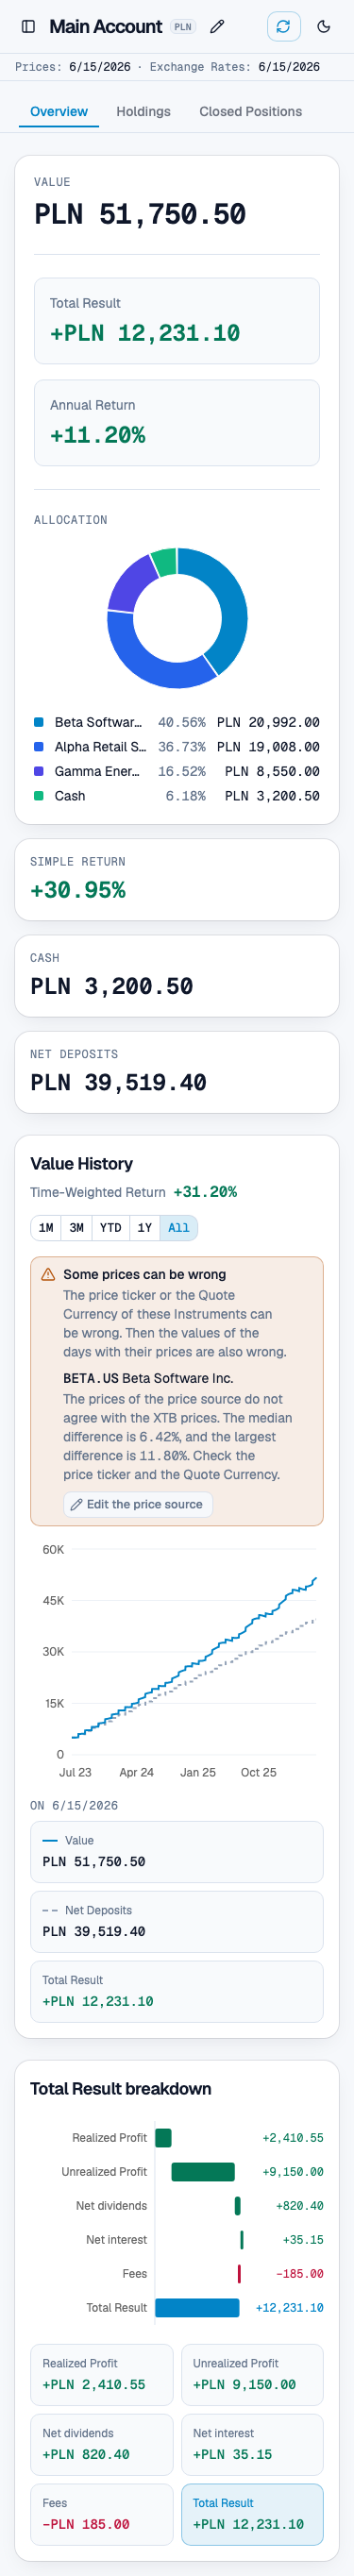 Main Account PLN
Prices: 6/15/2026 · Exchange Rates: 6/15/2026
Overview Holdings Closed Positions
VALUE
PLN 51,750.50
Total Result
+PLN 12,231.10
Annual Return
+11.20%
ALLOCATION
Beta Softwar… 40.56% PLN 20,992.00
Alpha Retail S… 36.73% PLN 19,008.00
Gamma Ener… 16.52% PLN 8,550.00
Cash 6.18% PLN 3,200.50
SIMPLE RETURN
+30.95%
CASH
PLN 3,200.50
NET DEPOSITS
PLN 39,519.40
Value History
Time-Weighted Return +31.20%
1M 3M YTD 1Y All
Some prices can be wrong
The price ticker or the Quote
Currency of these Instruments can
be wrong. Then the values of the
days with their prices are also wrong.
BETA.US Beta Software Inc.
The prices of the price source do not
agree with the XTB prices. The median
difference is 6.42%, and the largest
difference is 11.80%. Check the
price ticker and the Quote Currency.
Edit the price source
60K
45K
30K
15K
0
Jul 23 Apr 24 Jan 25 Oct 25
ON 6/15/2026
Value
PLN 51,750.50
Net Deposits
PLN 39,519.40
Total Result
+PLN 12,231.10
Total Result breakdown
Realized Profit +2,410.55
Unrealized Profit +9,150.00
Net dividends +820.40
Net interest +35.15
Fees −185.00
Total Result +12,231.10
Realized Profit Unrealized Profit
+PLN 2,410.55 +PLN 9,150.00
Net dividends Net interest
+PLN 820.40 +PLN 35.15
Fees Total Result
−PLN 185.00 +PLN 12,231.10